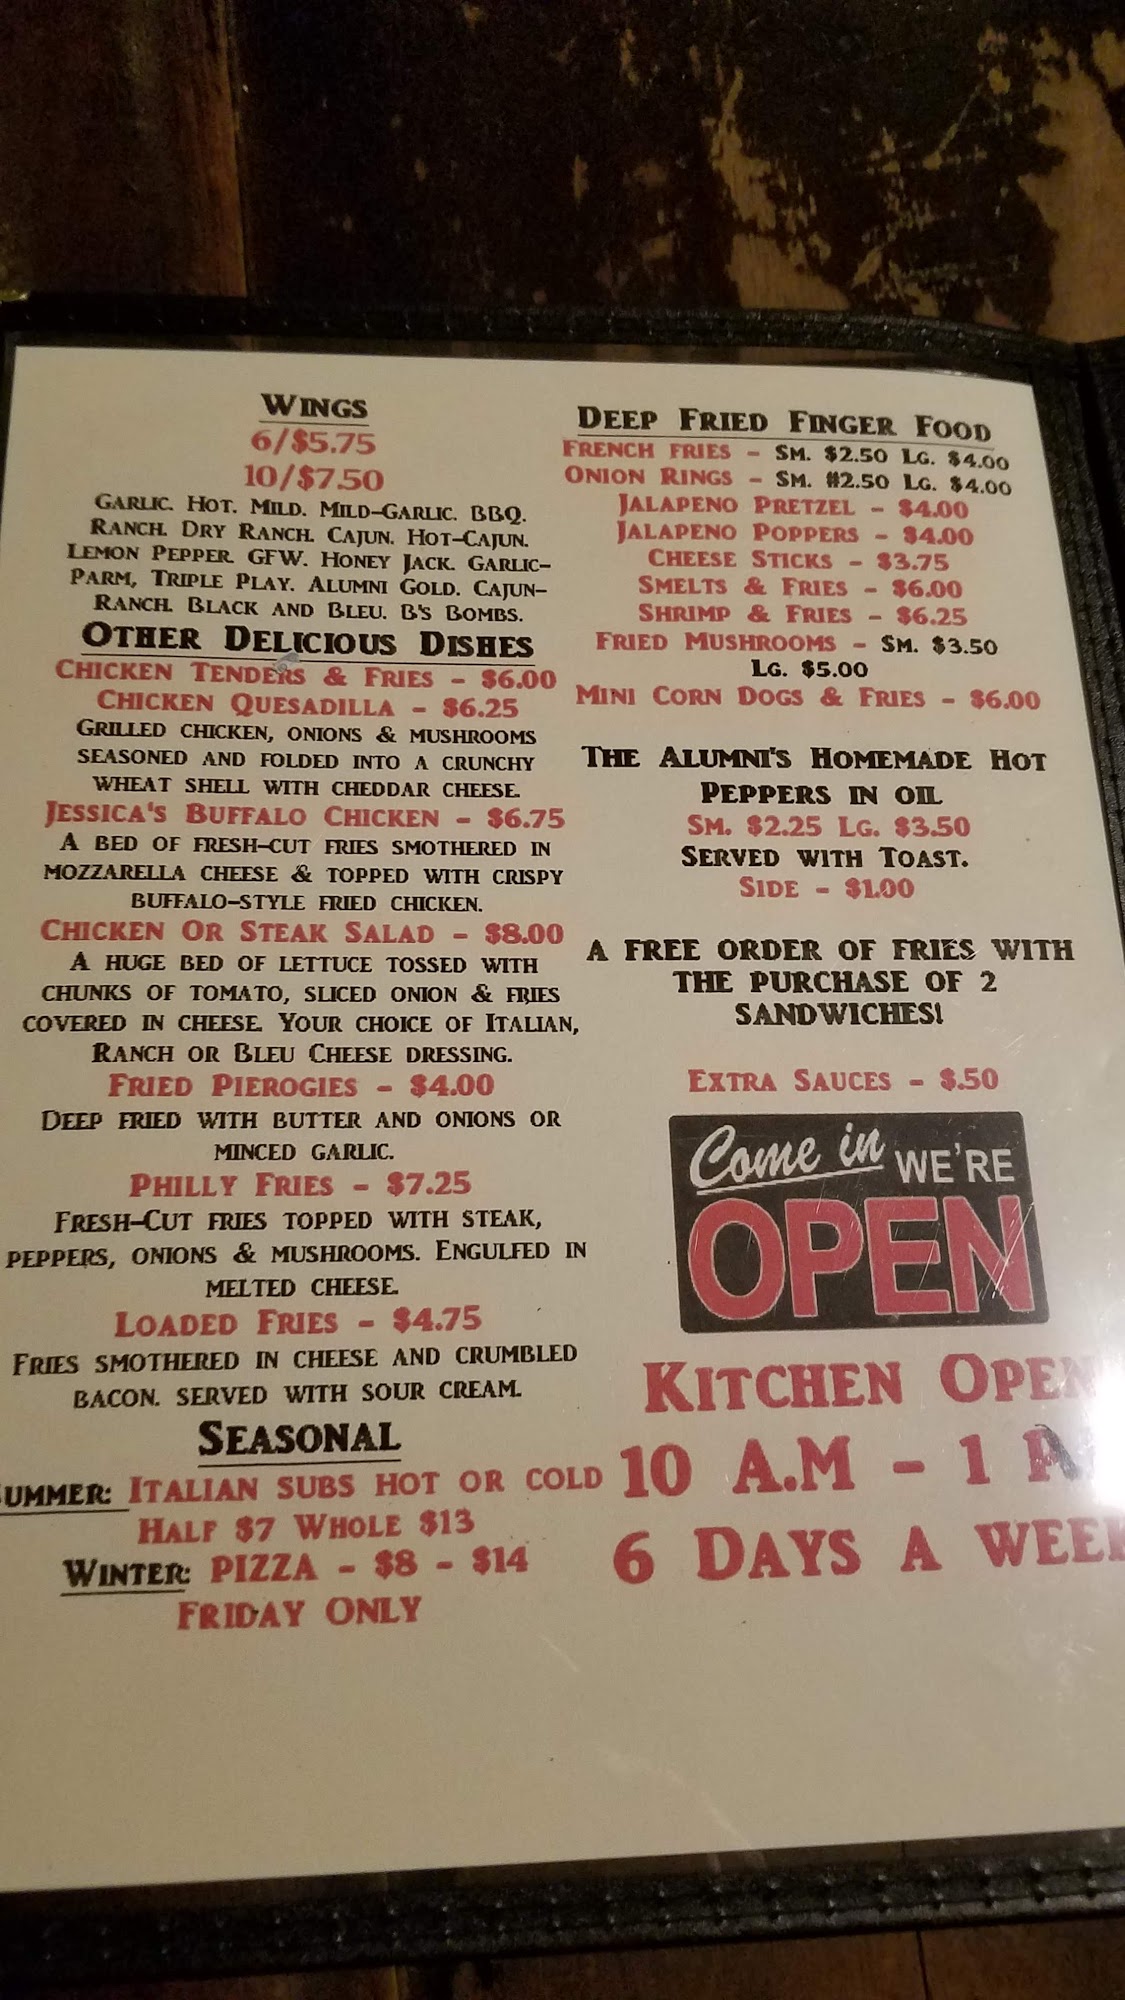 Wings
6/$5.75
10/$7.50
Garlic. Hot. Mild. Mild-Garlic. BBQ.
Ranch. Dry Ranch. Cajun. Hot-Cajun.
Lemon Pepper. GFW. Honey Jack. Garlic-
Parm, Triple Play. Alumni Gold. Cajun-
Ranch. Black and Bleu. B's Bombs.
Other Delicious Dishes
Chicken Tenders & Fries - $6.00
Chicken Quesadilla - $6.25
Grilled chicken, onions & mushrooms
seasoned and folded into a crunchy
wheat shell with cheddar cheese.
Jessica's Buffalo Chicken - $6.75
A bed of fresh-cut fries smothered in
mozzarella cheese & topped with crispy
buffalo-style fried chicken.
Chicken Or Steak Salad - $8.00
A huge bed of lettuce tossed with
chunks of tomato, sliced onion & fries
covered in cheese. Your choice of Italian,
Ranch or Bleu Cheese dressing.
Fried Pierogies - $4.00
Deep fried with butter and onions or
minced garlic.
Philly Fries - $7.25
Fresh-Cut fries topped with steak,
peppers, onions & mushrooms. Engulfed in
melted cheese.
Loaded Fries - $4.75
Fries smothered in cheese and crumbled
bacon. served with sour cream.
Seasonal
ummer: Italian subs hot or cold
Half $7 Whole $13
Winter: pizza - $8 - $14
Friday only
Deep Fried Finger Food
French fries - Sm. $2.50 Lg. $4.00
Onion Rings - Sm. #2.50 Lg. $4.00
Jalapeno Pretzel - $4.00
Jalapeno Poppers - $4.00
Cheese Sticks - $3.75
Smelts & Fries - $6.00
Shrimp & Fries - $6.25
Fried Mushrooms - Sm. $3.50
Lg. $5.00
Mini Corn Dogs & Fries - $6.00
The Alumni's Homemade Hot
Peppers in oil
Sm. $2.25 Lg. $3.50
Served with Toast.
Side - $1.00
A free order of fries with
the purchase of 2
sandwiches!
Extra Sauces - $.50
Come in WE'RE
OPEN
Kitchen Open
10 A.M - 1
6 Days a week